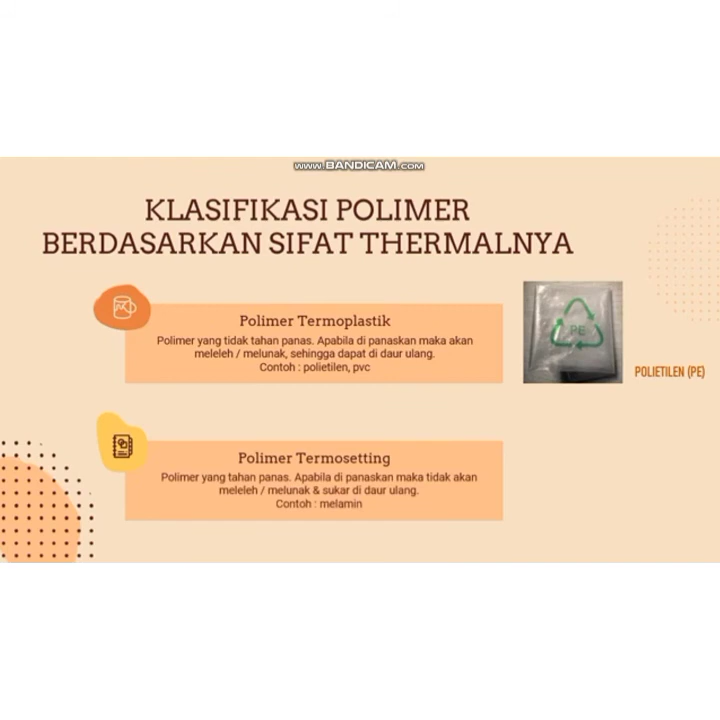 www.BANDICAM.com
KLASIFIKASI POLIMER
BERDASARKAN SIFAT THERMALNYA
Polimer Termoplastik
Polimer yang tidak tahan panas. Apabila di panaskan maka akan
meleleh / melunak, sehingga dapat di daur ulang.
Contoh : polietilen, pvc
PE
POLIETILEN (PE)
Polimer Termosetting
Polimer yang tahan panas. Apabila di panaskan maka tidak akan
meleleh / melunak & sukar di daur ulang.
Contoh : melamin